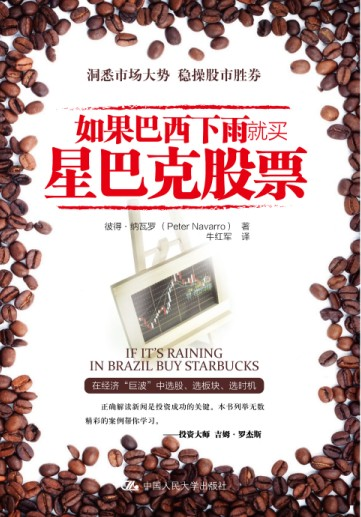 洞悉市场大势 稳操股市胜券
如果巴西下雨就买
星巴克股票
彼得·纳瓦罗（Peter Navarro） 著
牛红军 译
IF IT'S RAINING
IN BRAZIL BUY STARBUCKS
在经济“巨波”中选股、选板块、选时机
正确解读新闻是投资成功的关键。本书列举无数
精彩的案例帮你学习。
——投资大师 吉姆·罗杰斯
中国人民大学出版社